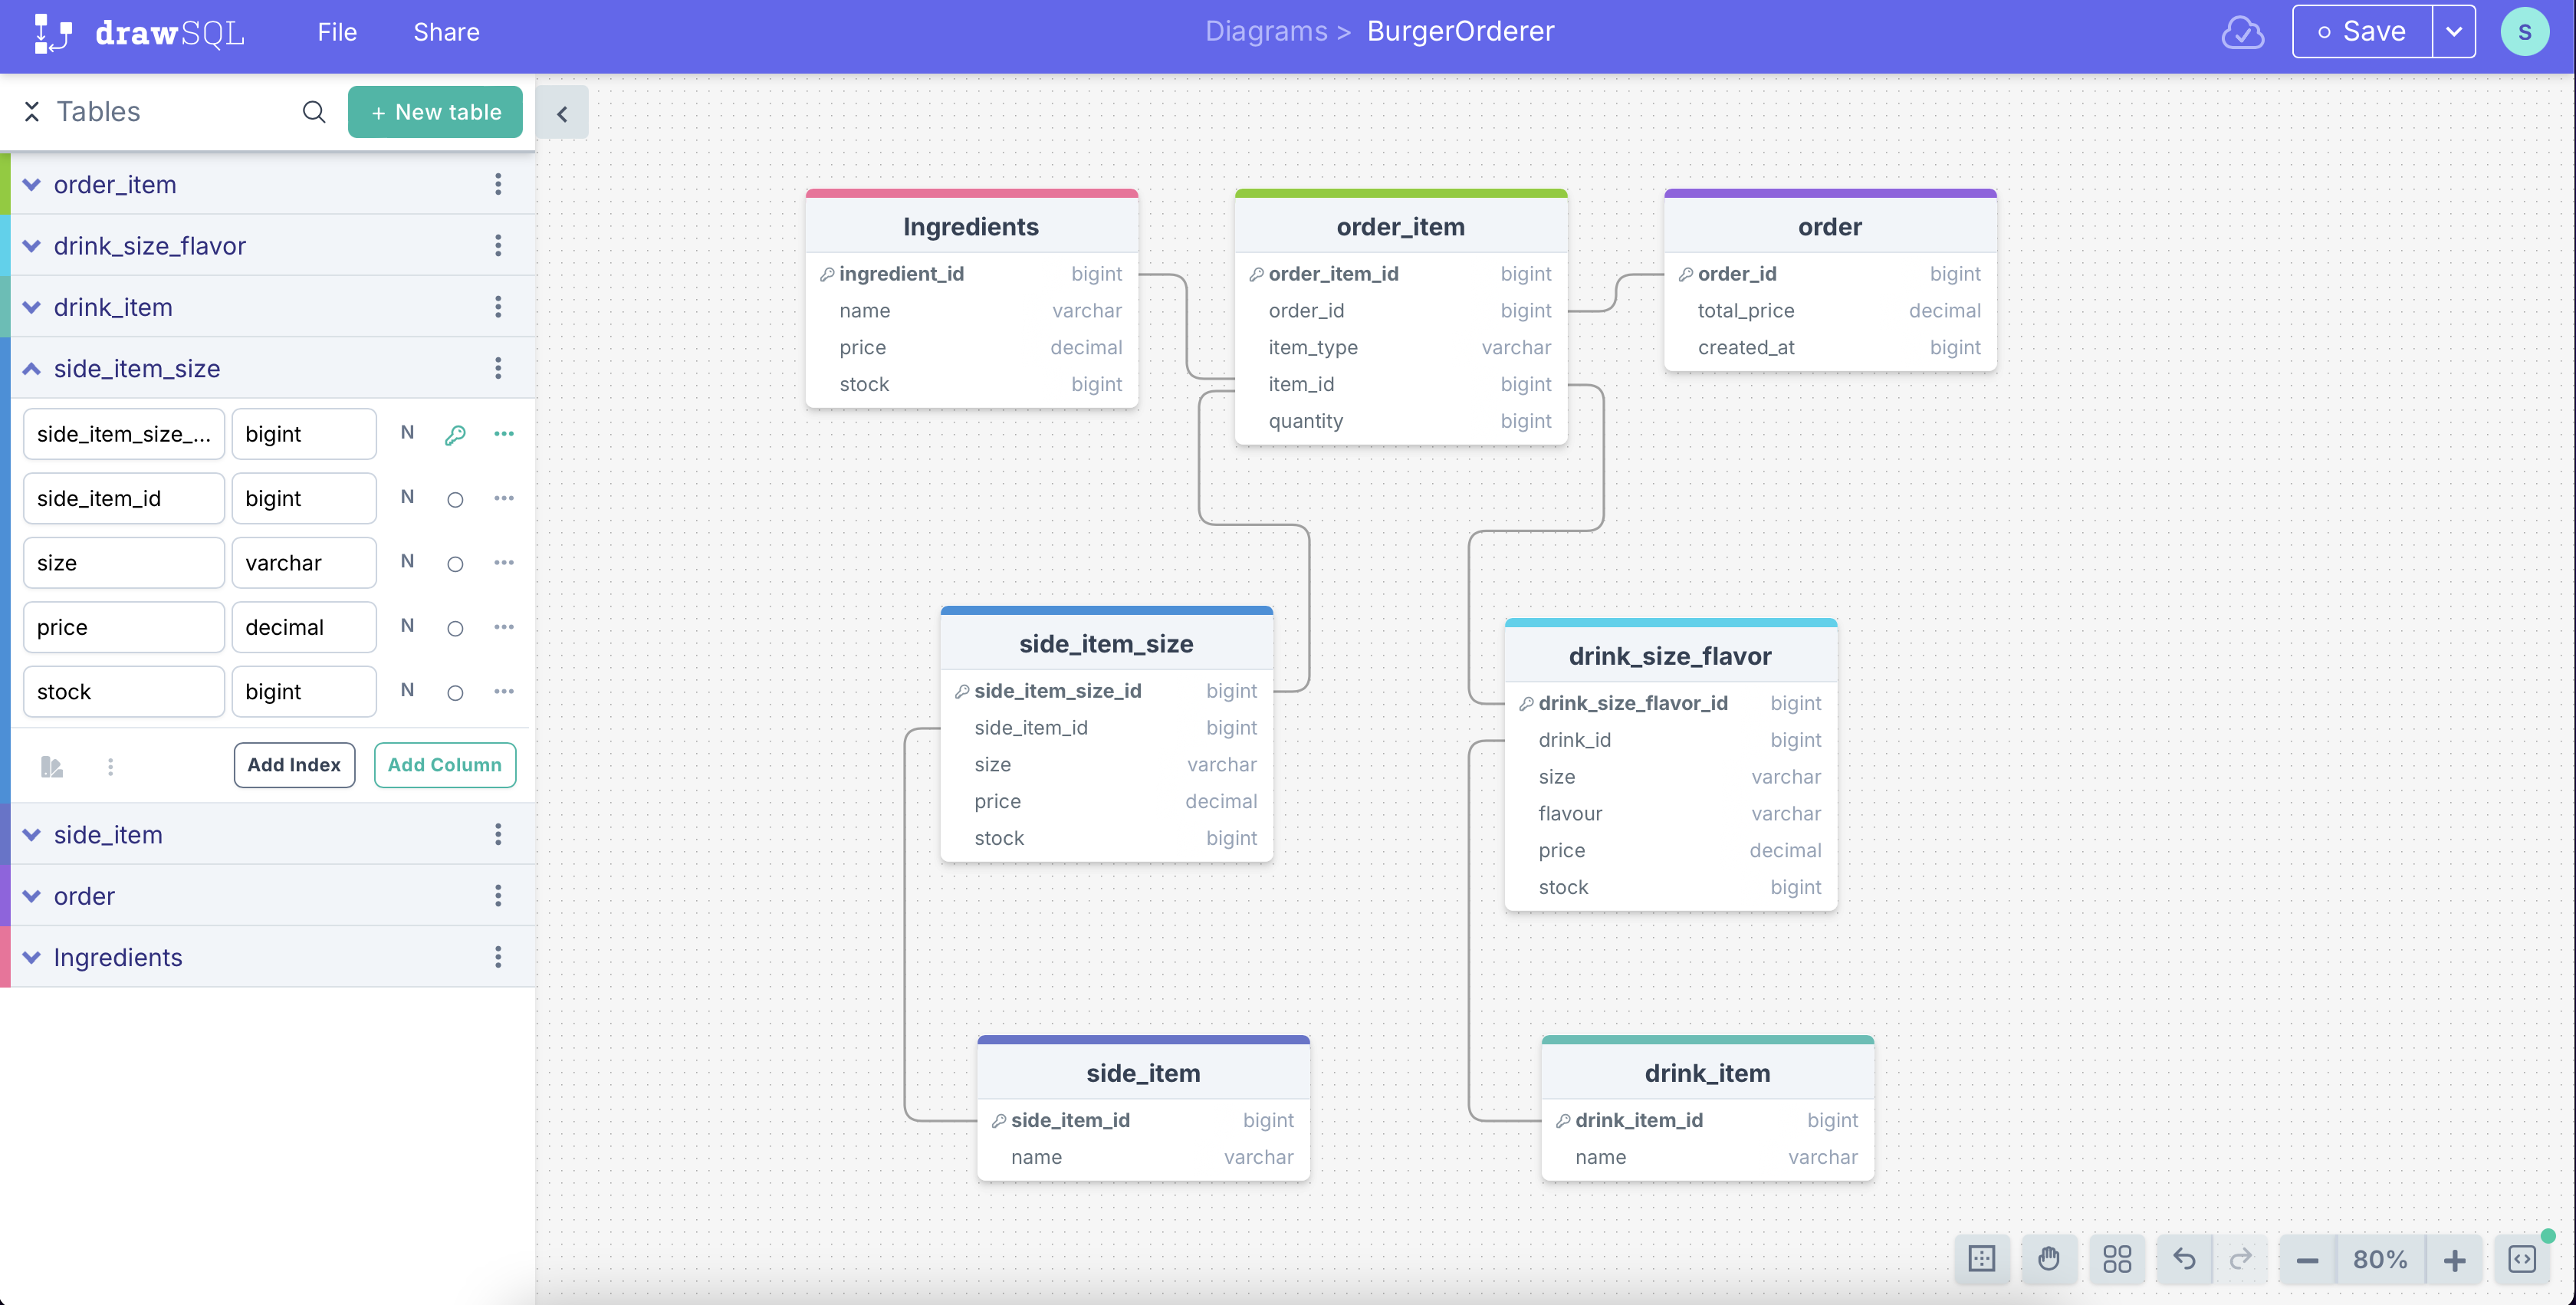 drawSQL File Share Diagrams > BurgerOrderer Save S
Tables + New table
order_item
drink_size_flavor
drink_item
side_item_size
side_item_size_... bigint N
side_item_id bigint N
size varchar N
price decimal N
stock bigint N
Add Index Add Column
side_item
order
Ingredients
Ingredients
ingredient_id bigint
name varchar
price decimal
stock bigint
order_item
order_item_id bigint
order_id bigint
item_type varchar
item_id bigint
quantity bigint
order
order_id bigint
total_price decimal
created_at bigint
side_item_size
side_item_size_id bigint
side_item_id bigint
size varchar
price decimal
stock bigint
drink_size_flavor
drink_size_flavor_id bigint
drink_id bigint
size varchar
flavour varchar
price decimal
stock bigint
side_item
side_item_id bigint
name varchar
drink_item
drink_item_id bigint
name varchar
80%